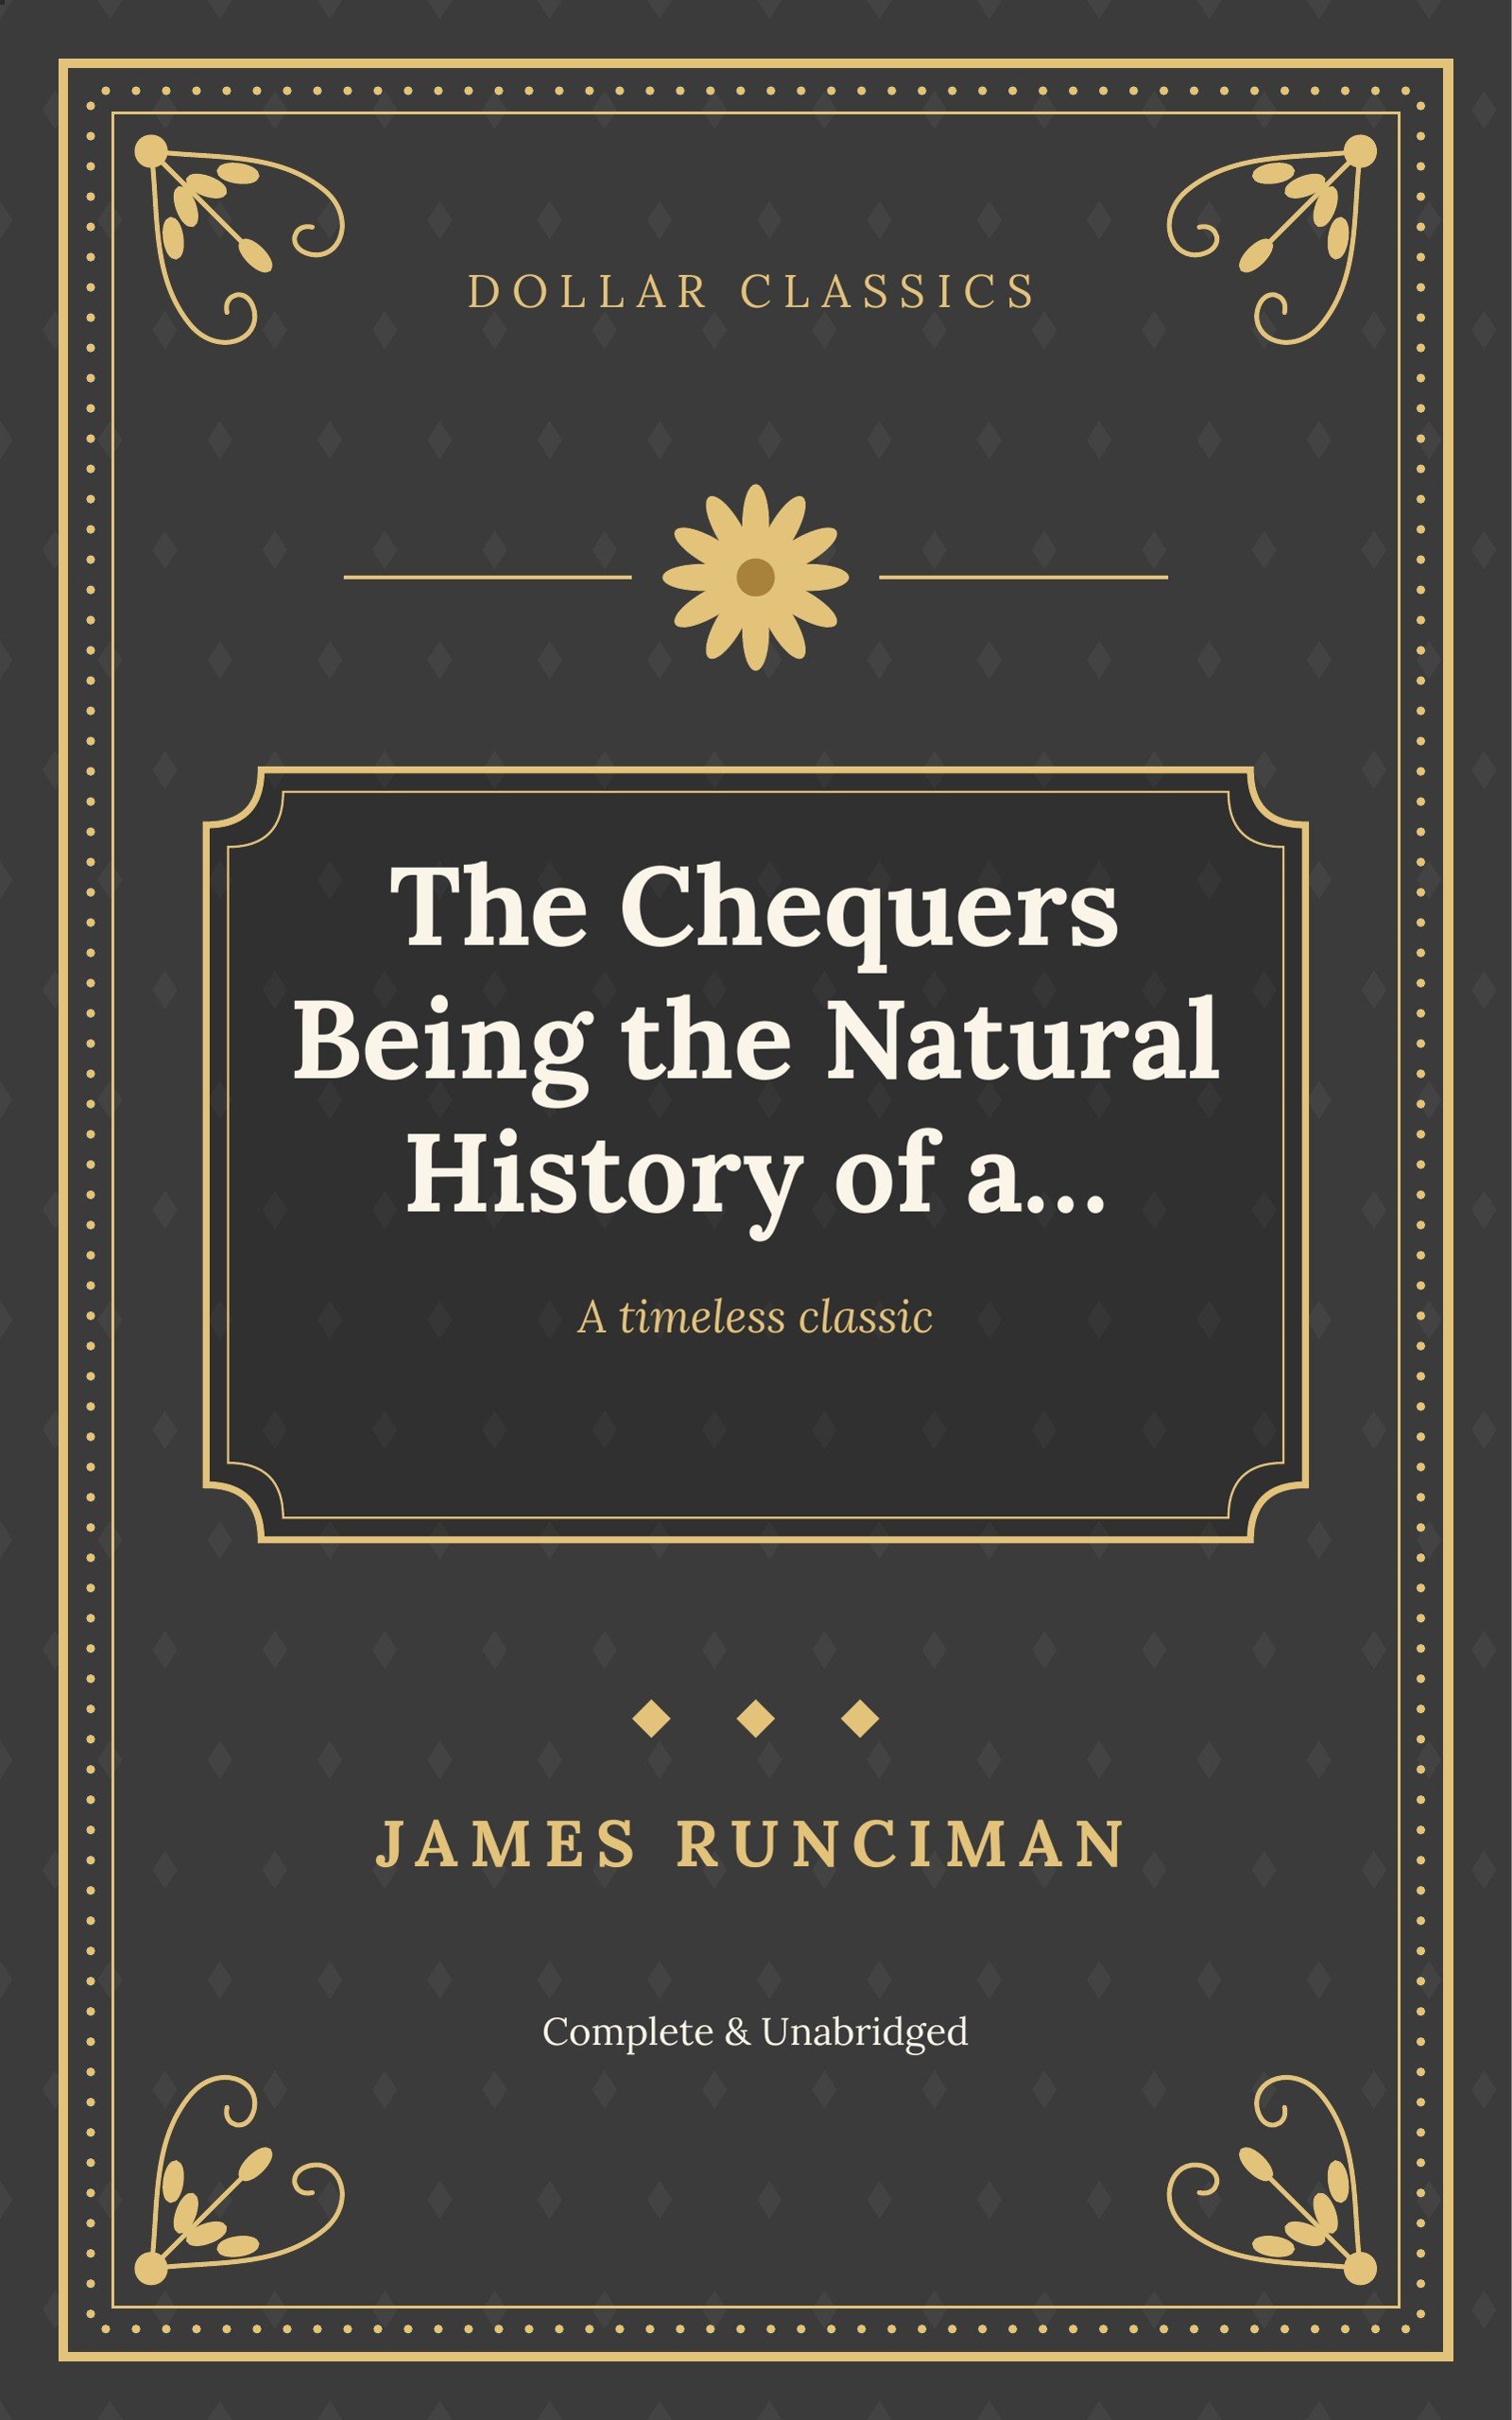 DOLLAR CLASSICS
The Chequers
Being the Natural
History of a...
A timeless classic
JAMES RUNCIMAN
Complete & Unabridged